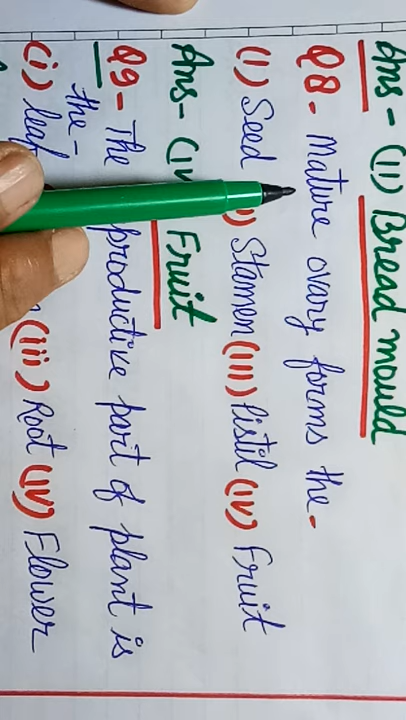 Ans - (ii) Bread mould
Q8- Mature ovary forms the-
(i) Seed Stamen (iii) Pistil (iv) Fruit
Ans- (iv Fruit
Q9- The productive part of plant is
the-
(i) leaf (iii) Root (iv) Flower